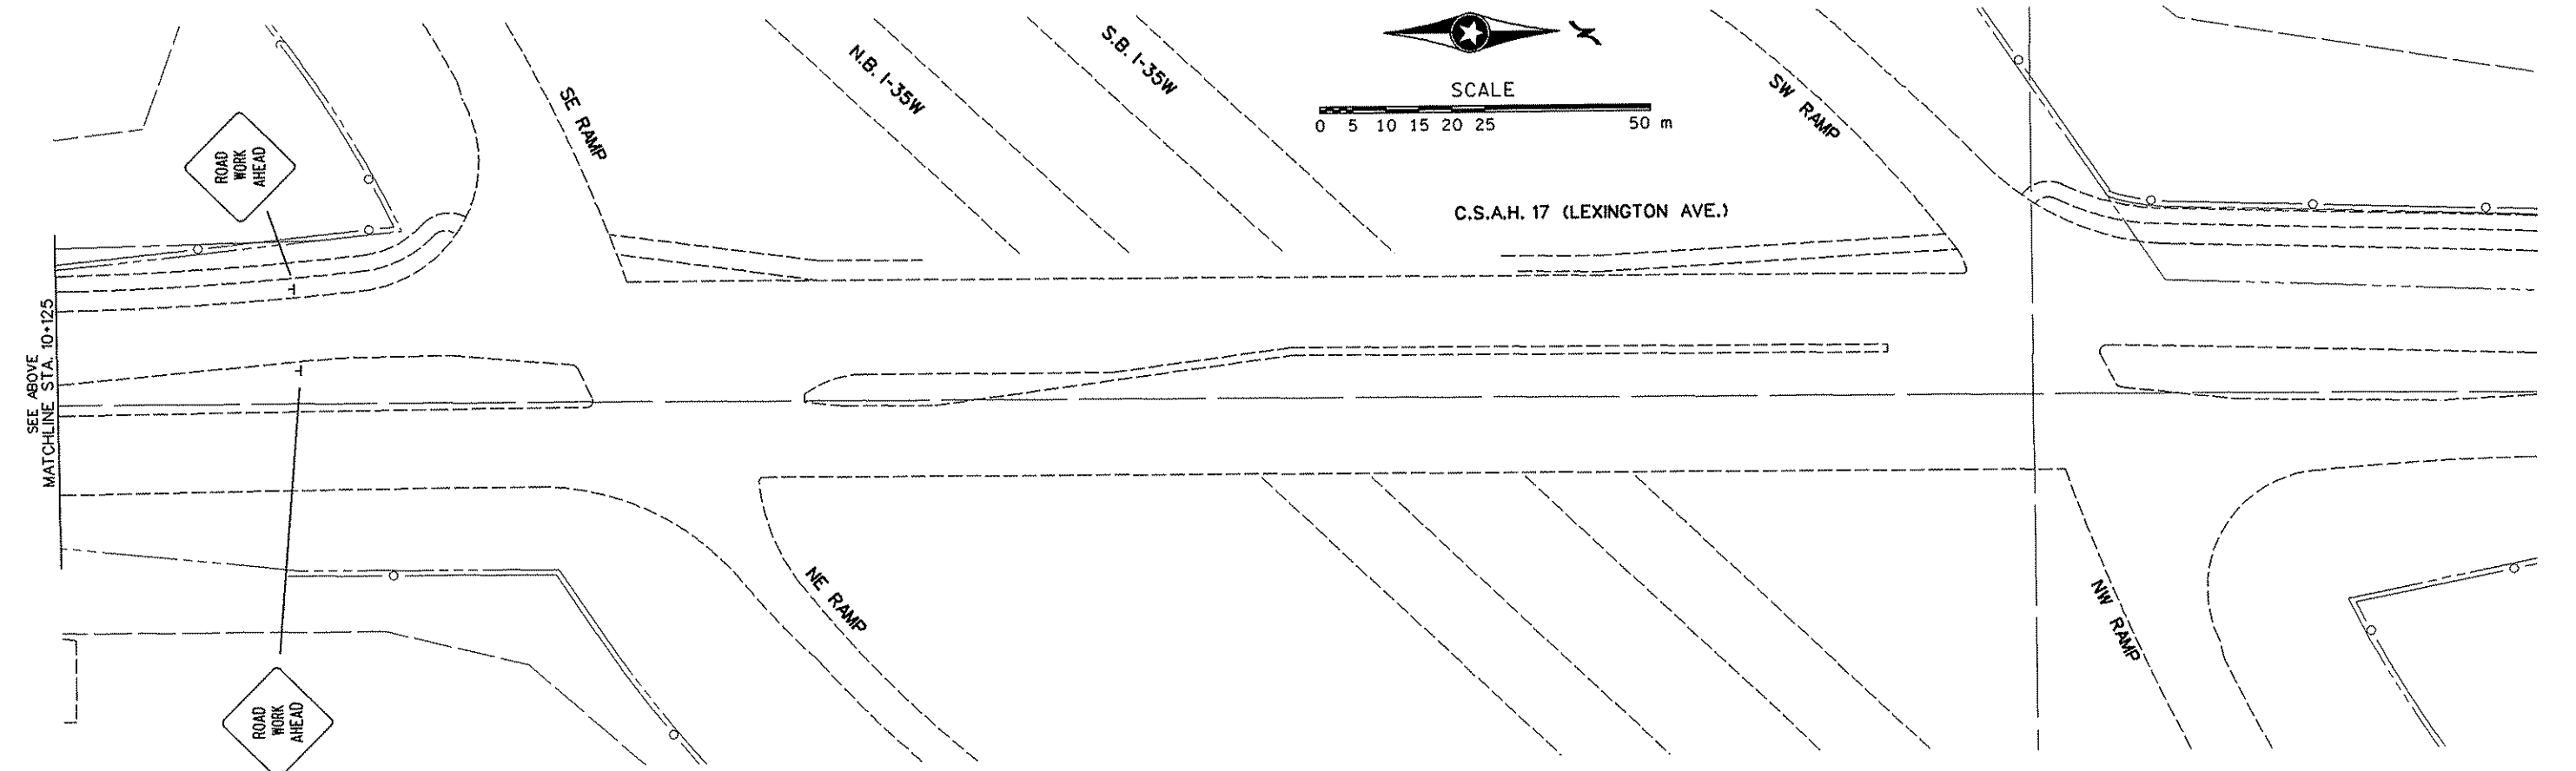 N.B. I-35W
S.B. I-35W
SCALE
0 5 10 15 20 25 50 m
SE RAMP
SW RAMP
ROAD
WORK
AHEAD
C.S.A.H. 17 (LEXINGTON AVE.)
SEE ABOVE
MATCHLINE STA. 10+125
NE RAMP
NW RAMP
ROAD
WORK
AHEAD